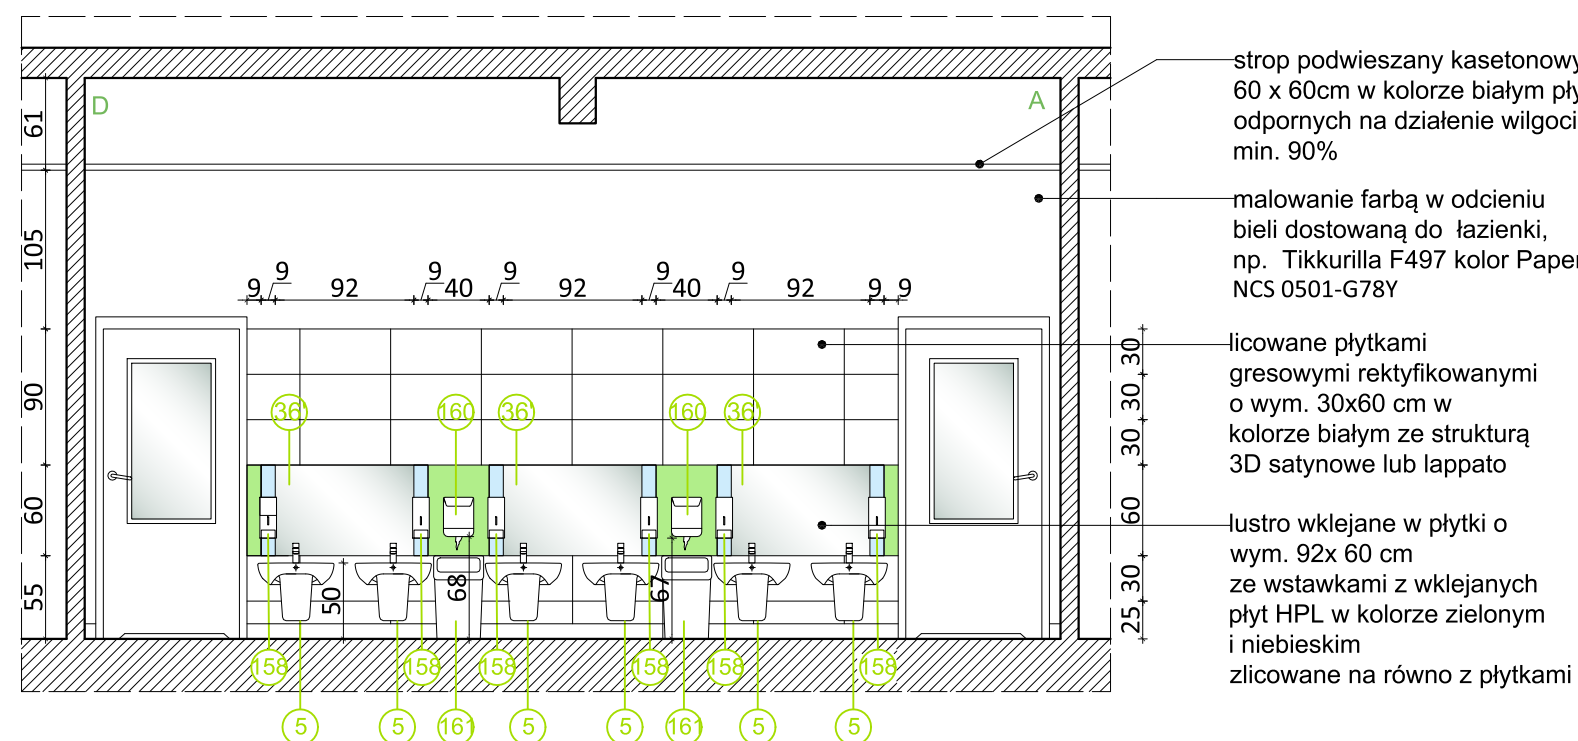 strop podwieszany kasetonowy
60 x 60cm w kolorze białym pły
odpornych na działenie wilgoci
min. 90%
malowanie farbą w odcieniu
bieli dostowaną do łazienki,
np. Tikkurilla F497 kolor Paper
NCS 0501-G78Y
licowane płytkami
gresowymi rektyfikowanymi
o wym. 30x60 cm w
kolorze białym ze strukturą
3D satynowe lub lappato
lustro wklejane w płytki o
wym. 92x 60 cm
ze wstawkami z wklejanych
płyt HPL w kolorze zielonym
i niebieskim
zlicowane na równo z płytkami
D
A
61
105
90
60
55
9 9 92 9 40 9 92 9 40 9 92 9 9
30
30
30
60
30
25
36' 160 36' 160 36'
50
68
67
158 158 158 158 158 158
5 5 161 5 5 161 5 5